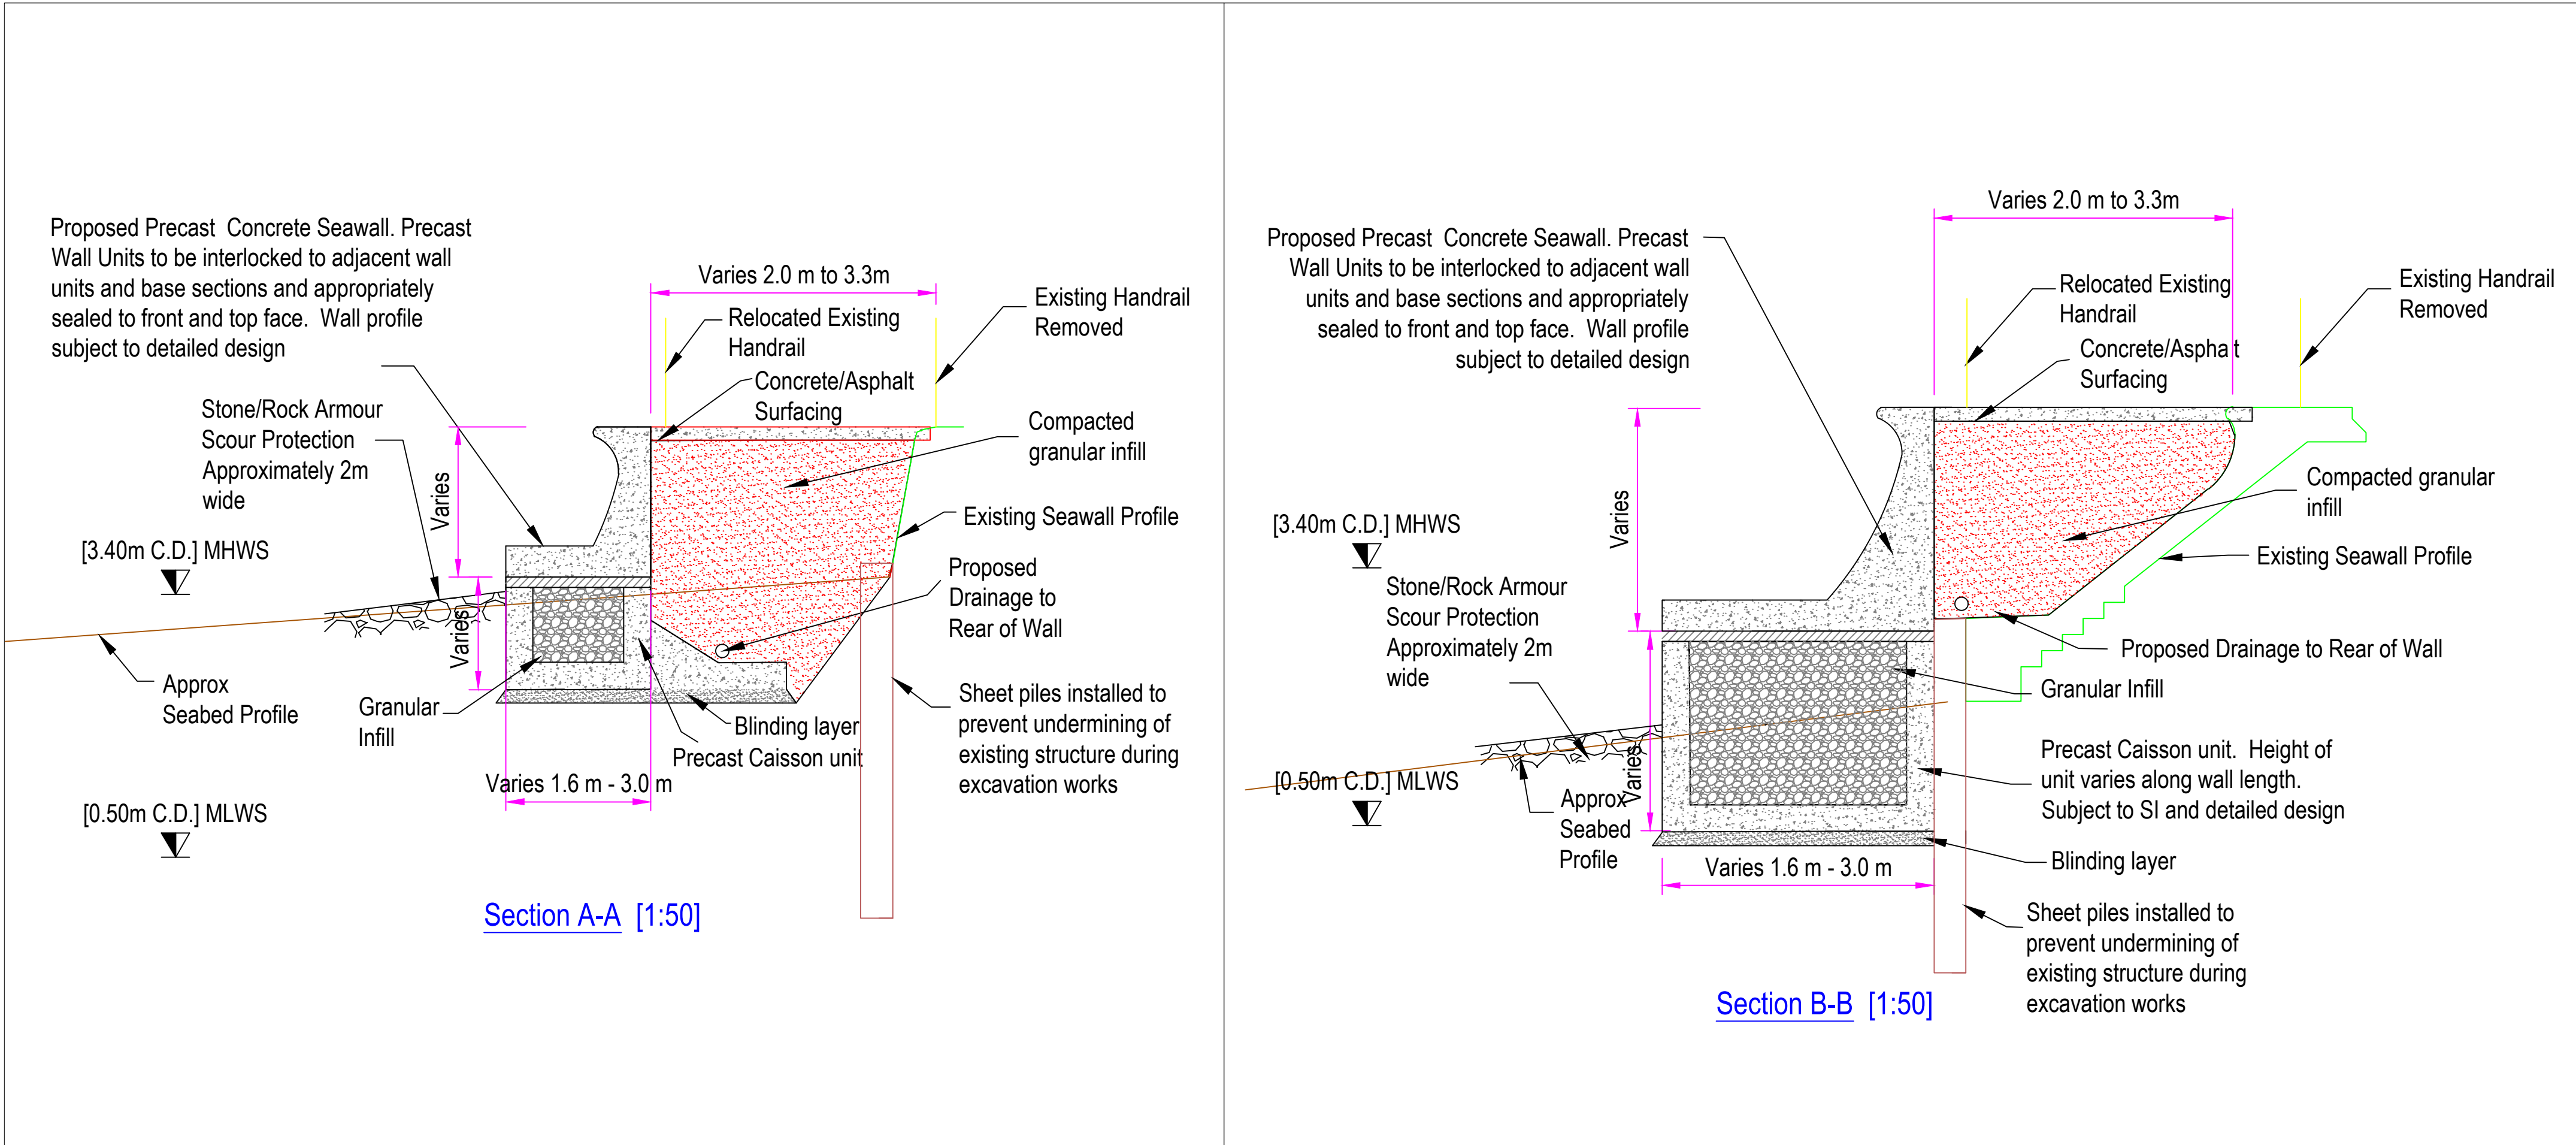 Proposed Precast  Concrete Seawall. Precast
Wall Units to be interlocked to adjacent wall
units and base sections and appropriately
sealed to front and top face.  Wall profile
subject to detailed design
Varies 2.0 m to 3.3m
Existing Handrail
Removed
Relocated Existing
Handrail
Concrete/Asphalt
Surfacing
Stone/Rock Armour
Scour Protection
Approximately 2m
wide
Compacted
granular infill
Varies
Existing Seawall Profile
[3.40m C.D.] MHWS
Proposed
Drainage to
Rear of Wall
Varies
Approx
Seabed Profile
Granular
Infill
Blinding layer
Precast Caisson unit
Sheet piles installed to
prevent undermining of
existing structure during
excavation works
Varies 1.6 m - 3.0 m
[0.50m C.D.] MLWS
Section A-A  [1:50]
Varies 2.0 m to 3.3m
Proposed Precast  Concrete Seawall. Precast
Wall Units to be interlocked to adjacent wall
units and base sections and appropriately
sealed to front and top face.  Wall profile
subject to detailed design
Relocated Existing
Handrail
Existing Handrail
Removed
Concrete/Asphalt
Surfacing
Compacted granular
infill
Varies
[3.40m C.D.] MHWS
Existing Seawall Profile
Stone/Rock Armour
Scour Protection
Approximately 2m
wide
Proposed Drainage to Rear of Wall
Granular Infill
Precast Caisson unit.  Height of
unit varies along wall length.
Subject to SI and detailed design
Varies
[0.50m C.D.] MLWS
Approx
Seabed
Profile
Blinding layer
Varies 1.6 m - 3.0 m
Sheet piles installed to
prevent undermining of
existing structure during
excavation works
Section B-B  [1:50]